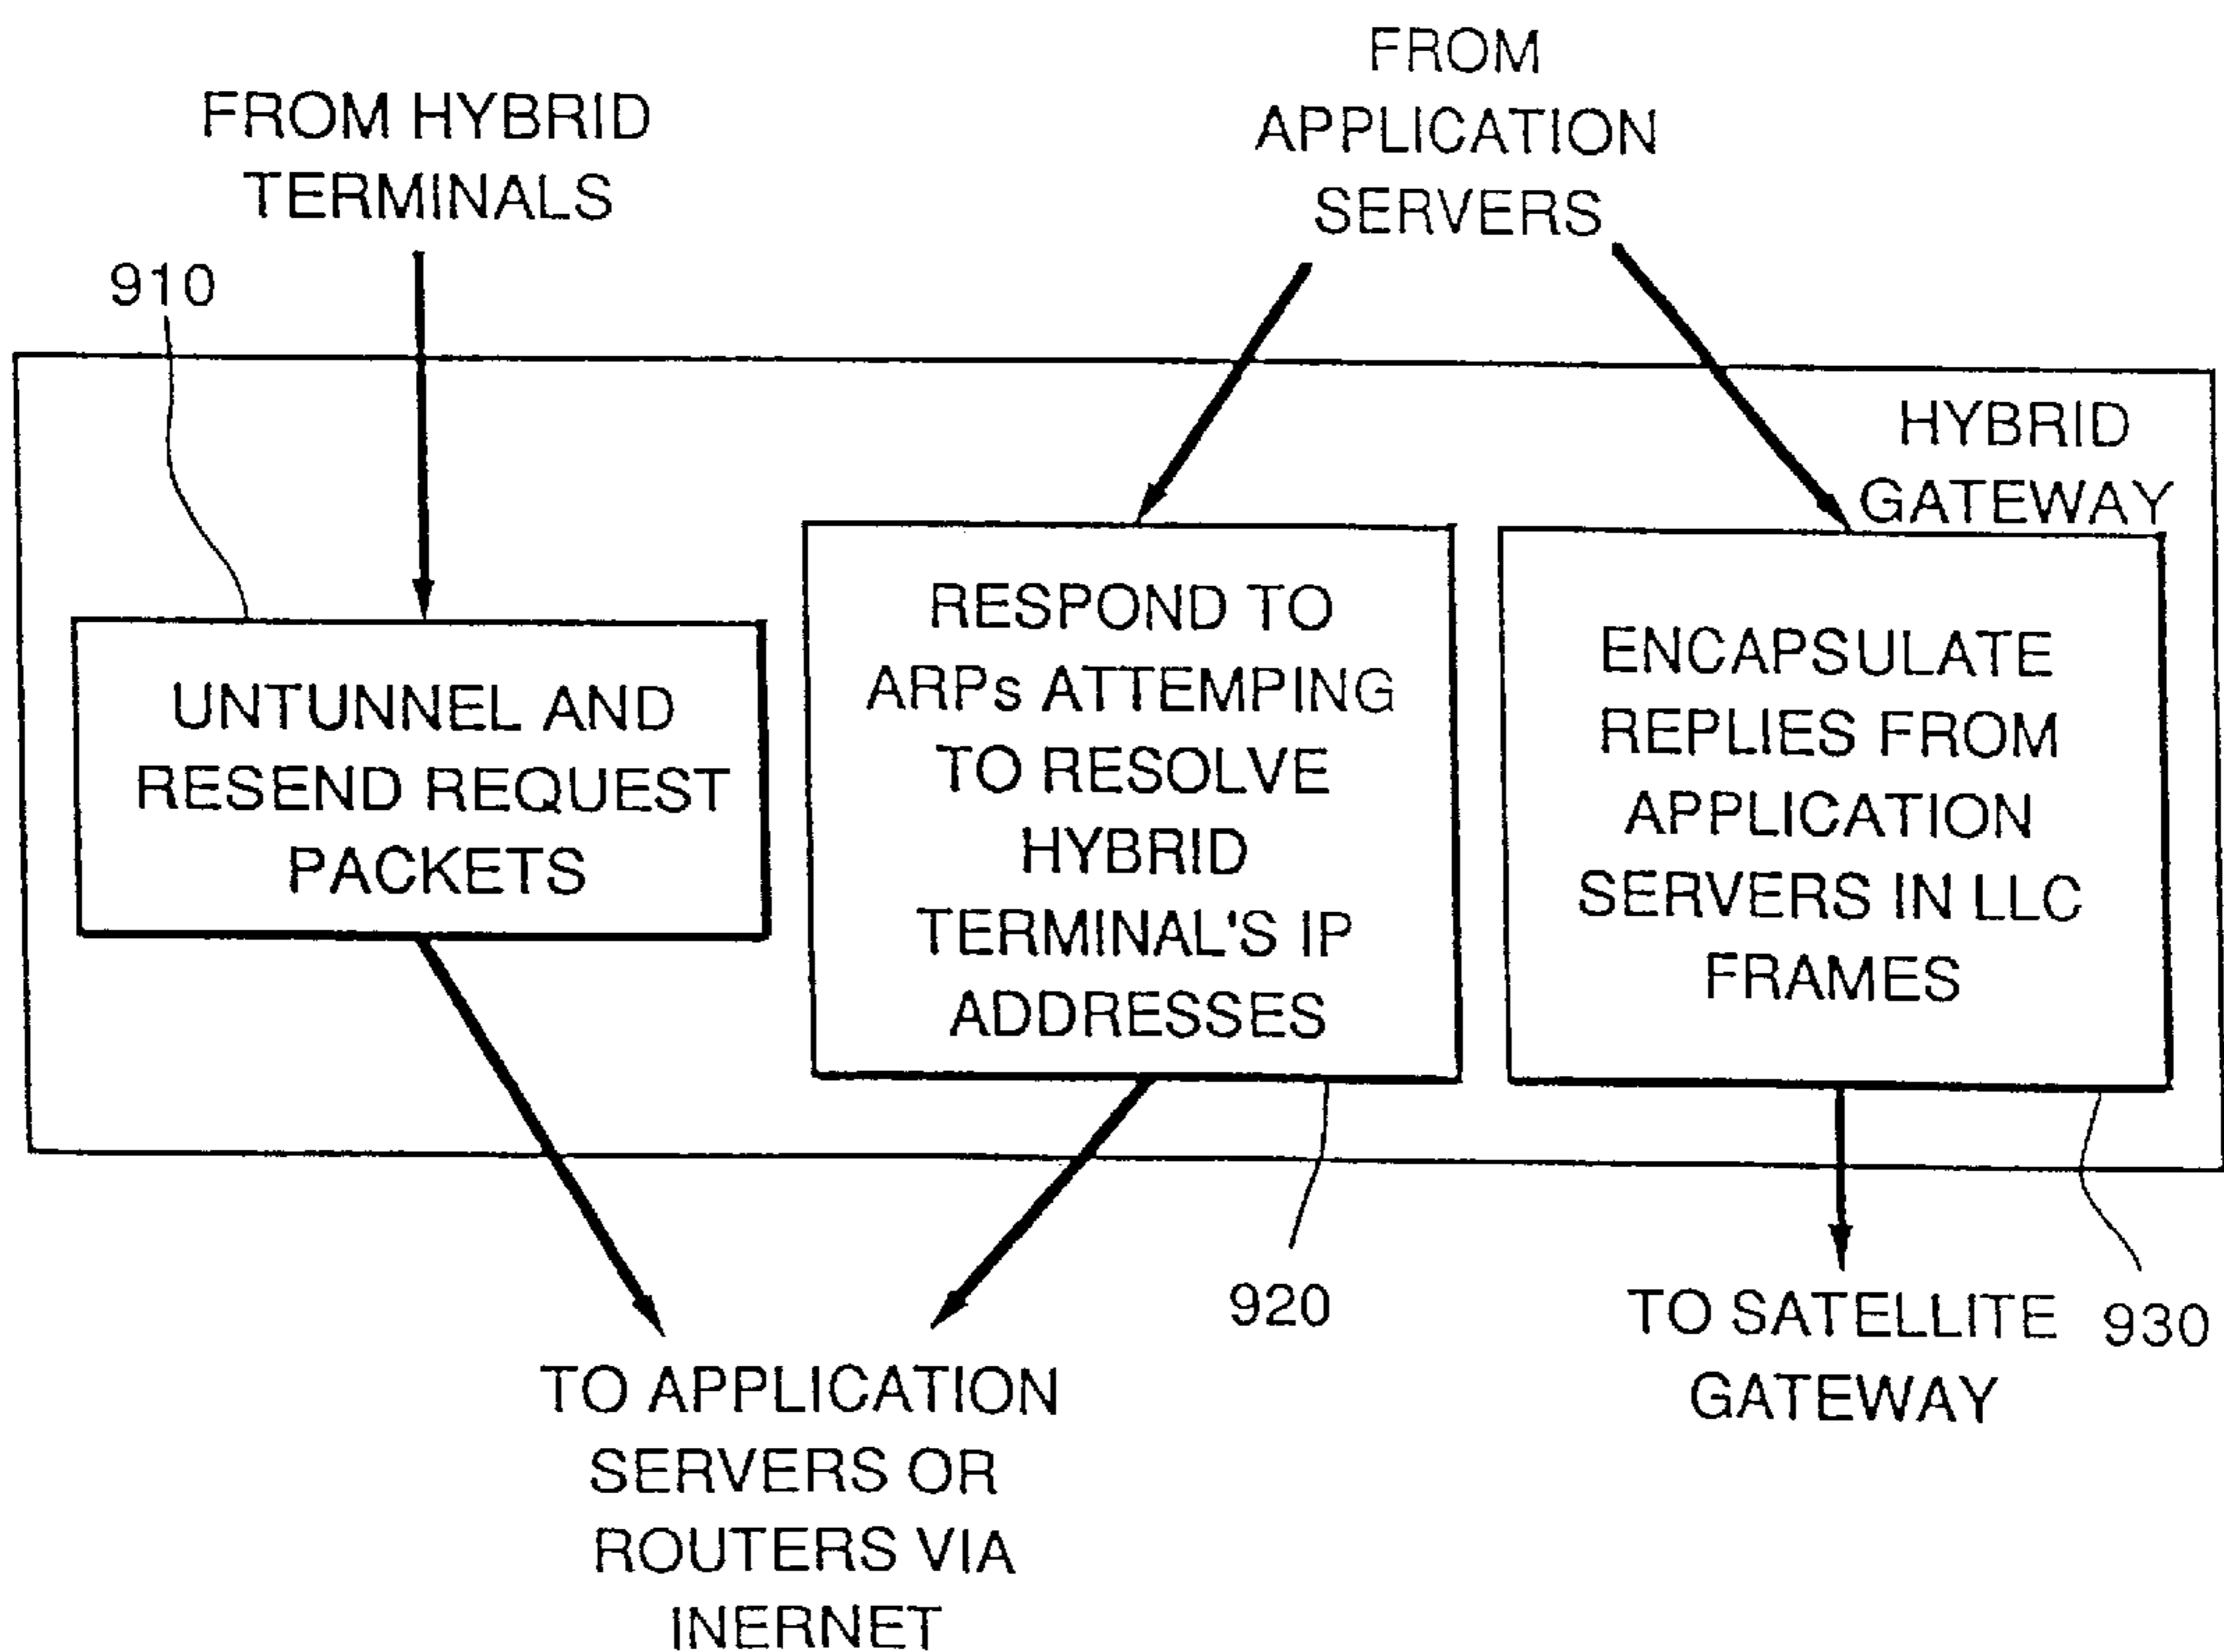 FROM HYBRID
TERMINALS
FROM
APPLICATION
SERVERS
910
HYBRID
GATEWAY
UNTUNNEL AND
RESEND REQUEST
PACKETS
RESPOND TO
ARPs ATTEMPING
TO RESOLVE
HYBRID
TERMINAL'S IP
ADDRESSES
ENCAPSULATE
REPLIES FROM
APPLICATION
SERVERS IN LLC
FRAMES
920
930
TO APPLICATION
SERVERS OR
ROUTERS VIA
INERNET
TO SATELLITE
GATEWAY